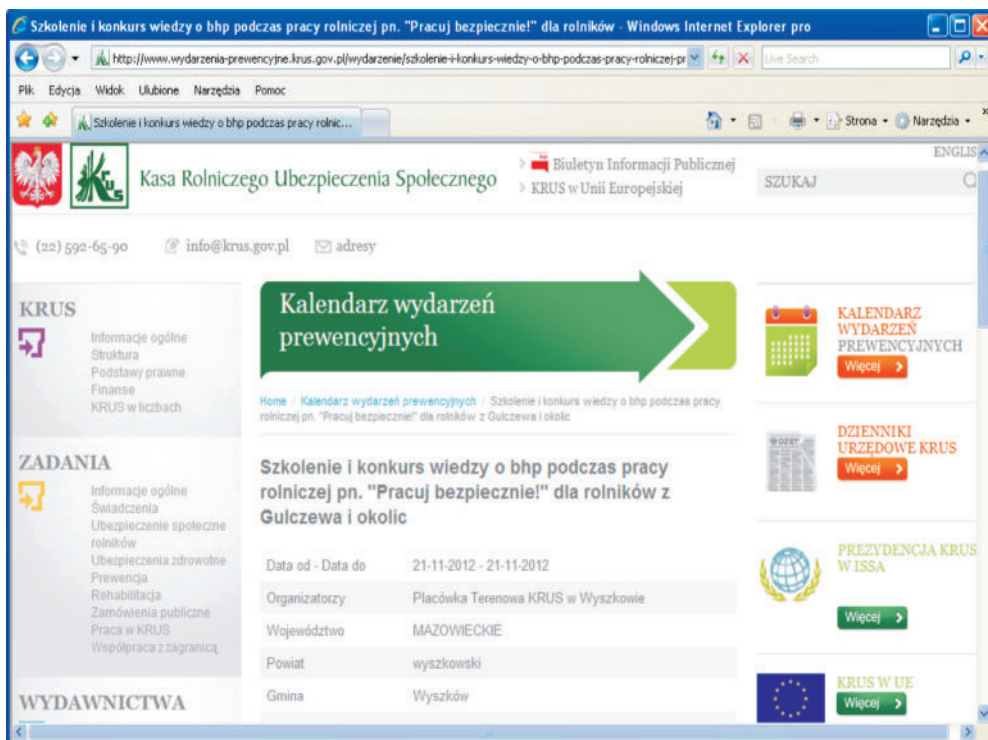 Szkolenie i konkurs wiedzy o bhp podczas pracy rolniczej pn. "Pracuj bezpiecznie!" dla rolników - Windows Internet Explorer pro
http://www.wydarzenia-prewencyjne.krus.gov.pl/wydarzenie/szkolenie-i-konkurs-wiedzy-o-bhp-podczas-pracy-rolniczej-pr
Live Search
Plik Edycja Widok Ulubione Narzędzia Pomoc
Szkolenie i konkurs wiedzy o bhp podczas pracy rolnic...
Strona
Narzędzia
KRUS
Kasa Rolniczego Ubezpieczenia Społecznego
Biuletyn Informacji Publicznej
KRUS w Unii Europejskiej
ENGLIS
SZUKAJ
(22) 592-65-90
info@krus.gov.pl
adresy
KRUS
Informacje ogólne
Struktura
Podstawy prawne
Finanse
KRUS w liczbach
ZADANIA
Informacje ogólne
Świadczenia
Ubezpieczenie społeczne
rolników
Ubezpieczenia zdrowotne
Prewencja
Rehabilitacja
Zamówienia publiczne
Praca w KRUS
Współpraca z zagranicą
WYDAWNICTWA
Kalendarz wydarzeń
prewencyjnych
Home / Kalendarz wydarzeń prewencyjnych / Szkolenie i konkurs wiedzy o bhp podczas pracy
rolniczej pn. "Pracuj bezpiecznie!" dla rolników z Gulczewa i okolic
Szkolenie i konkurs wiedzy o bhp podczas pracy
rolniczej pn. "Pracuj bezpiecznie!" dla rolników z
Gulczewa i okolic
Data od - Data do 21-11-2012 - 21-11-2012
Organizatorzy Placówka Terenowa KRUS w Wyszkowie
Województwo MAZOWIECKIE
Powiat wyszkowski
Gmina Wyszków
KALENDARZ
WYDARZEŃ
PREWENCYJNYCH
Więcej
DZIENNIKI
URZĘDOWE KRUS
Więcej
PREZYDENCJA KRUS
W ISSA
Więcej
KRUS W UE
Więcej